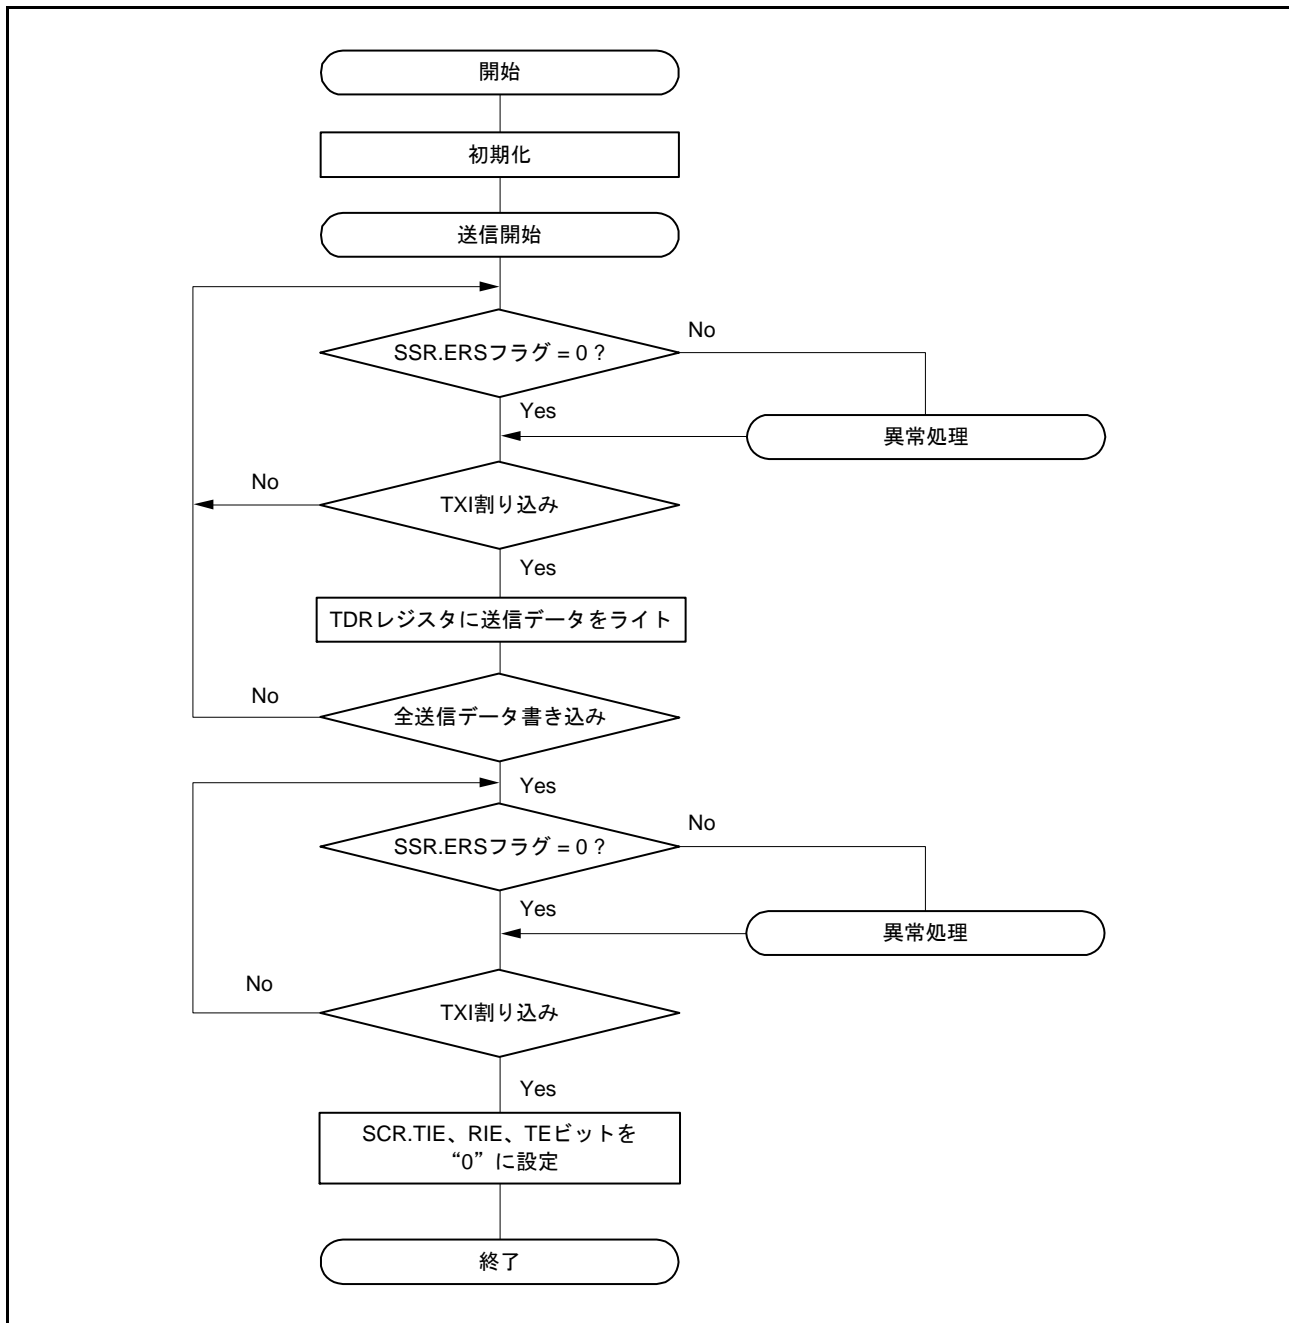 開始
初期化
送信開始
SSR.ERSフラグ = 0 ?
No
Yes
異常処理
No
TXI割り込み
Yes
TDRレジスタに送信データをライト
No
全送信データ書き込み
Yes
SSR.ERSフラグ = 0 ?
No
Yes
異常処理
No
TXI割り込み
Yes
SCR.TIE、RIE、TEビットを
“0”に設定
終了